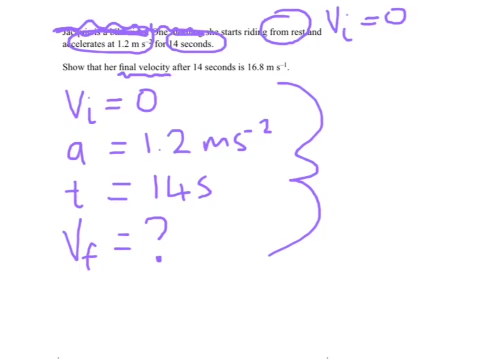 she starts riding from rest and Vi = 0
accelerates at 1.2 m s⁻² for 14 seconds.
Show that her final velocity after 14 seconds is 16.8 m s⁻¹.
Vi = 0
a = 1.2 ms⁻²
t = 14s
Vf = ?